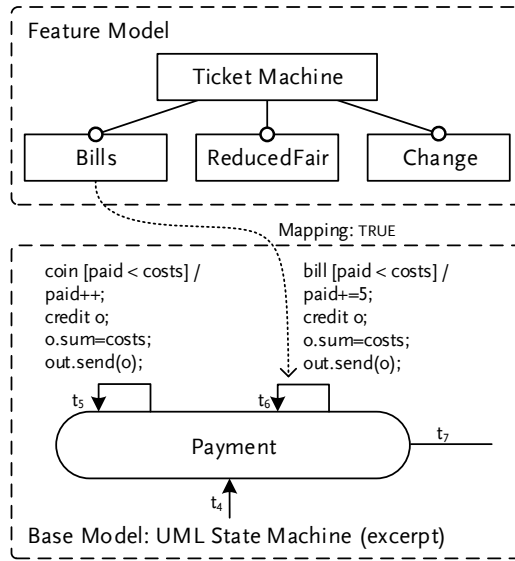 Feature Model
Ticket Machine
Bills
ReducedFair
Change
Mapping: TRUE
coin [paid < costs] /
paid++;
credit o;
o.sum=costs;
out.send(o);
bill [paid < costs] /
paid+=5;
credit o;
o.sum=costs;
out.send(o);
t5
t6
Payment
t7
t4
Base Model: UML State Machine (excerpt)